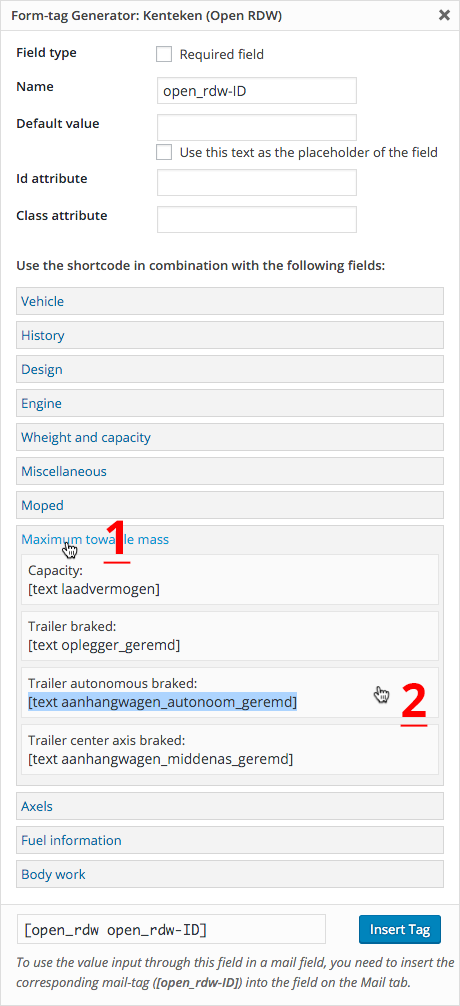 Form-tag Generator: Kenteken (Open RDW)
Field type
Required field
Name
open_rdw-ID
Default value
Use this text as the placeholder of the field
Id attribute
Class attribute
Use the shortcode in combination with the following fields:
Vehicle
History
Design
Engine
Wheight and capacity
Miscellaneous
Moped
Maximum towable mass
1
Capacity:
[text laadvermogen]
Trailer braked:
[text oplegger_geremd]
Trailer autonomous braked:
[text aanhangwagen_autonoom_geremd]
2
Trailer center axis braked:
[text aanhangwagen_middenas_geremd]
Axels
Fuel information
Body work
[open_rdw open_rdw-ID]
Insert Tag
To use the value input through this field in a mail field, you need to insert the
corresponding mail-tag ([open_rdw-ID]) into the field on the Mail tab.